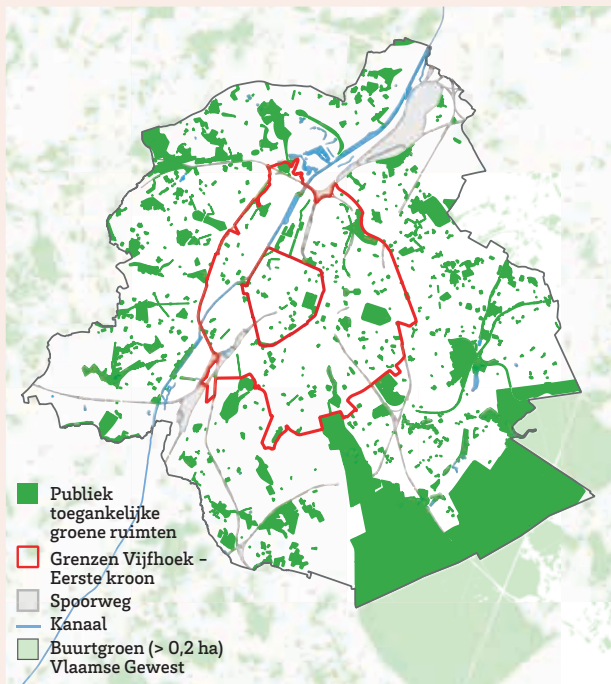 Publiek
toegankelijke
groene ruimten
Grenzen Vijfhoek –
Eerste kroon
Spoorweg
Kanaal
Buurtgroen (> 0,2 ha)
Vlaamse Gewest